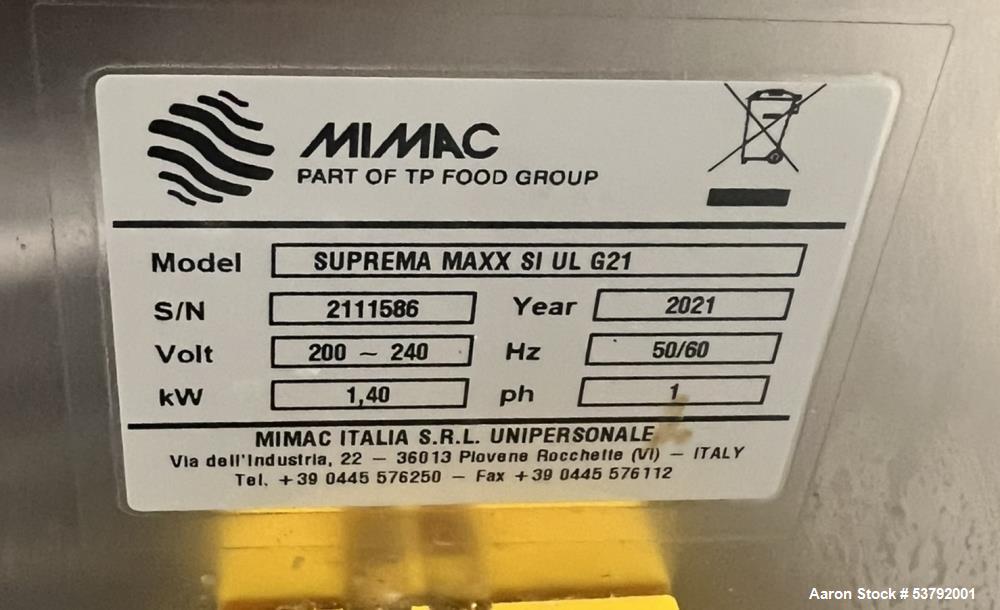 MIMAC
PART OF TP FOOD GROUP
Model SUPREMA MAXX SI UL G21
S/N 2111586 Year 2021
Volt 200 ~ 240 Hz 50/60
kW 1,40 ph 1
MIMAC ITALIA S.R.L. UNIPERSONALE
Via dell'Industria, 22 – 36013 Piovene Rocchette (VI) – ITALY
Tel. +39 0445 576250 – Fax +39 0445 576112
Aaron Stock # 53792001